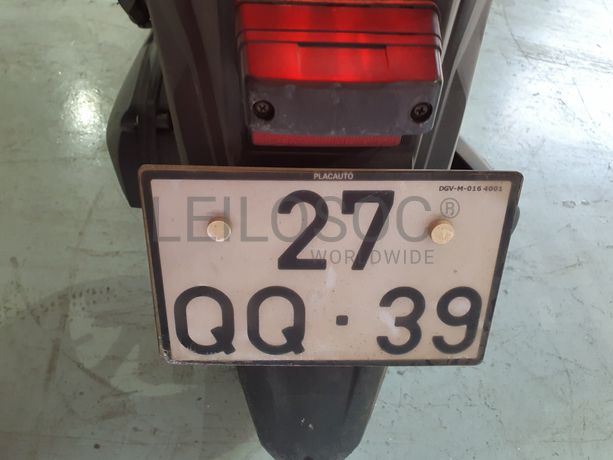 PLACAUTO
DGV-M-016 4001
27
LEILOSOC®
WORLDWIDE
QQ·39